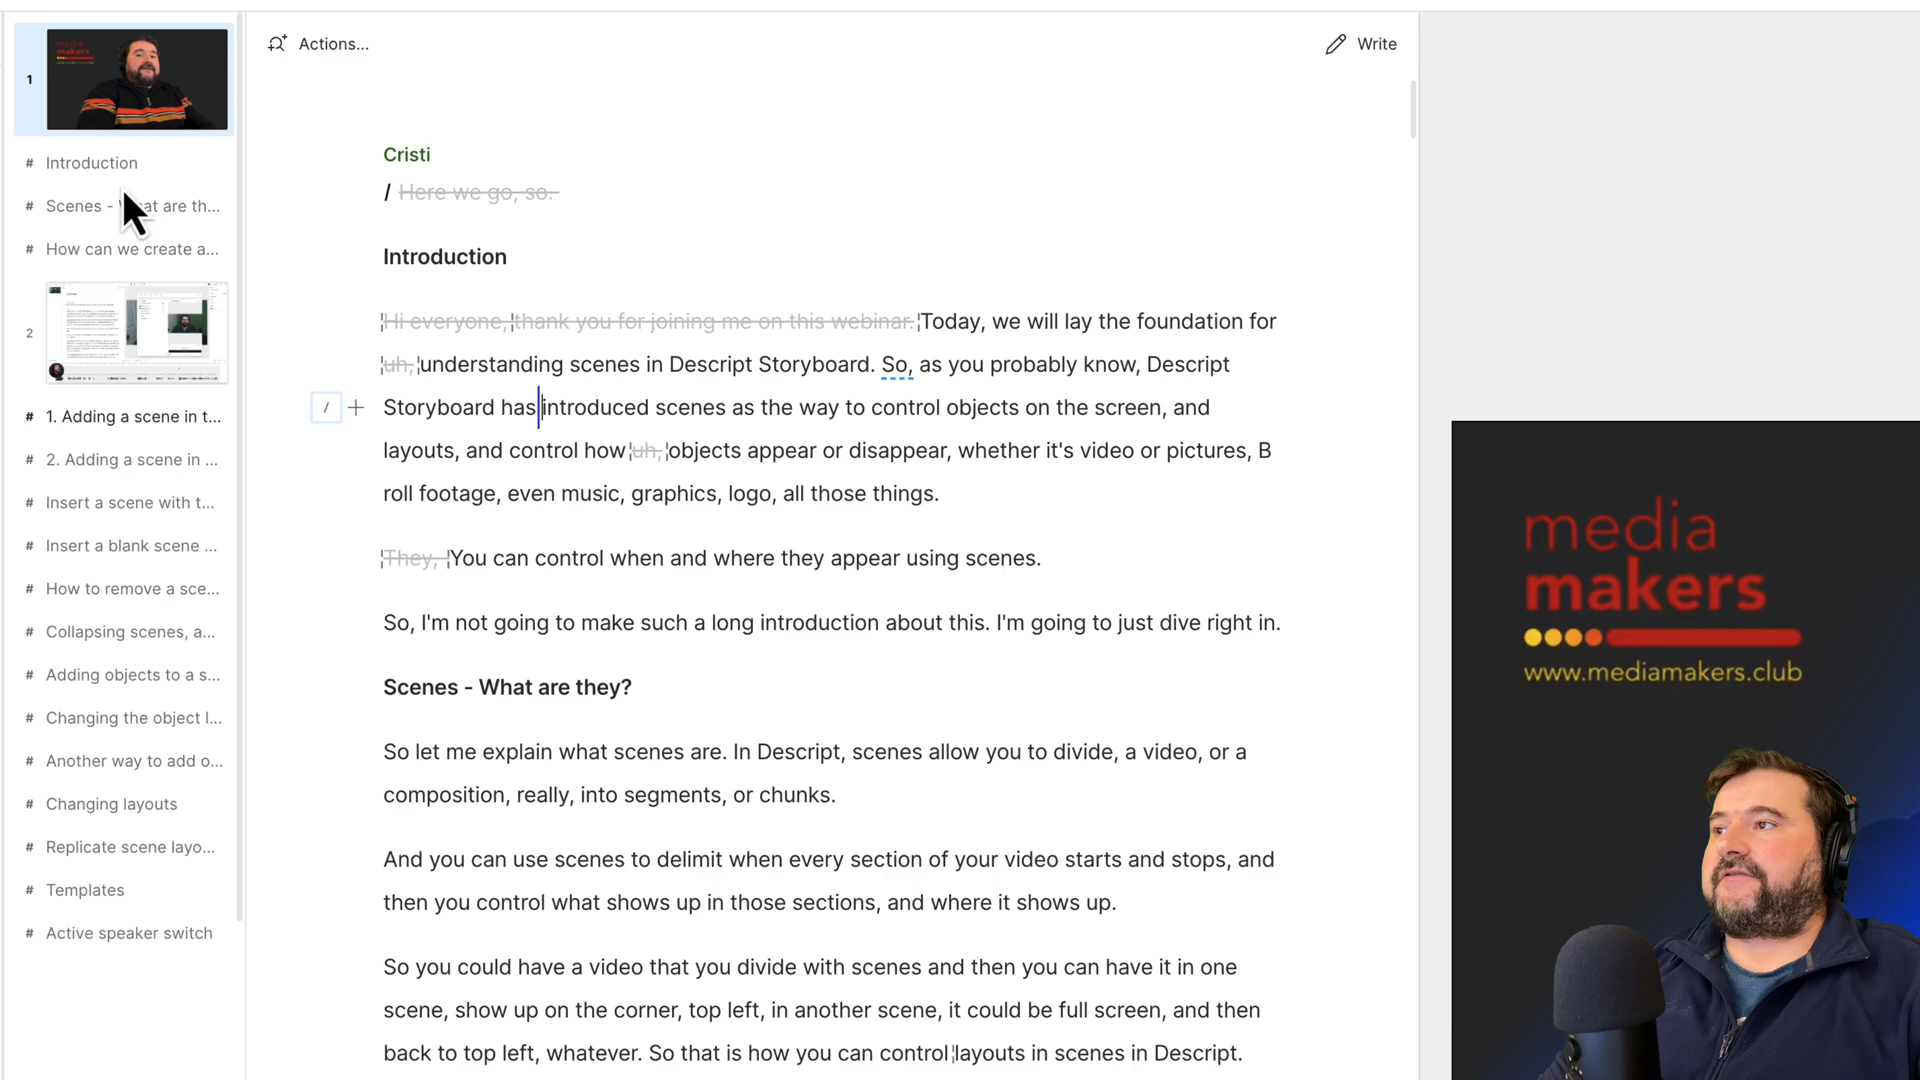 1
# Introduction
# Scenes - What are th...
# How can we create a...
2
# 1. Adding a scene in t...
# 2. Adding a scene in ...
# Insert a scene with t...
# Insert a blank scene ...
# How to remove a sce...
# Collapsing scenes, a...
# Adding objects to a s...
# Changing the object l...
# Another way to add o...
# Changing layouts
# Replicate scene layo...
# Templates
# Active speaker switch
Actions...
Write
Cristi
/ Here we go, so.
Introduction
Hi everyone, thank you for joining me on this webinar. Today, we will lay the foundation for
uh, understanding scenes in Descript Storyboard. So, as you probably know, Descript
/ + Storyboard has introduced scenes as the way to control objects on the screen, and
layouts, and control how uh, objects appear or disappear, whether it's video or pictures, B
roll footage, even music, graphics, logo, all those things.
They, You can control when and where they appear using scenes.
So, I'm not going to make such a long introduction about this. I'm going to just dive right in.
Scenes - What are they?
So let me explain what scenes are. In Descript, scenes allow you to divide, a video, or a
composition, really, into segments, or chunks.
And you can use scenes to delimit when every section of your video starts and stops, and
then you control what shows up in those sections, and where it shows up.
So you could have a video that you divide with scenes and then you can have it in one
scene, show up on the corner, top left, in another scene, it could be full screen, and then
back to top left, whatever. So that is how you can control layouts in scenes in Descript.
media
makers
www.mediamakers.club